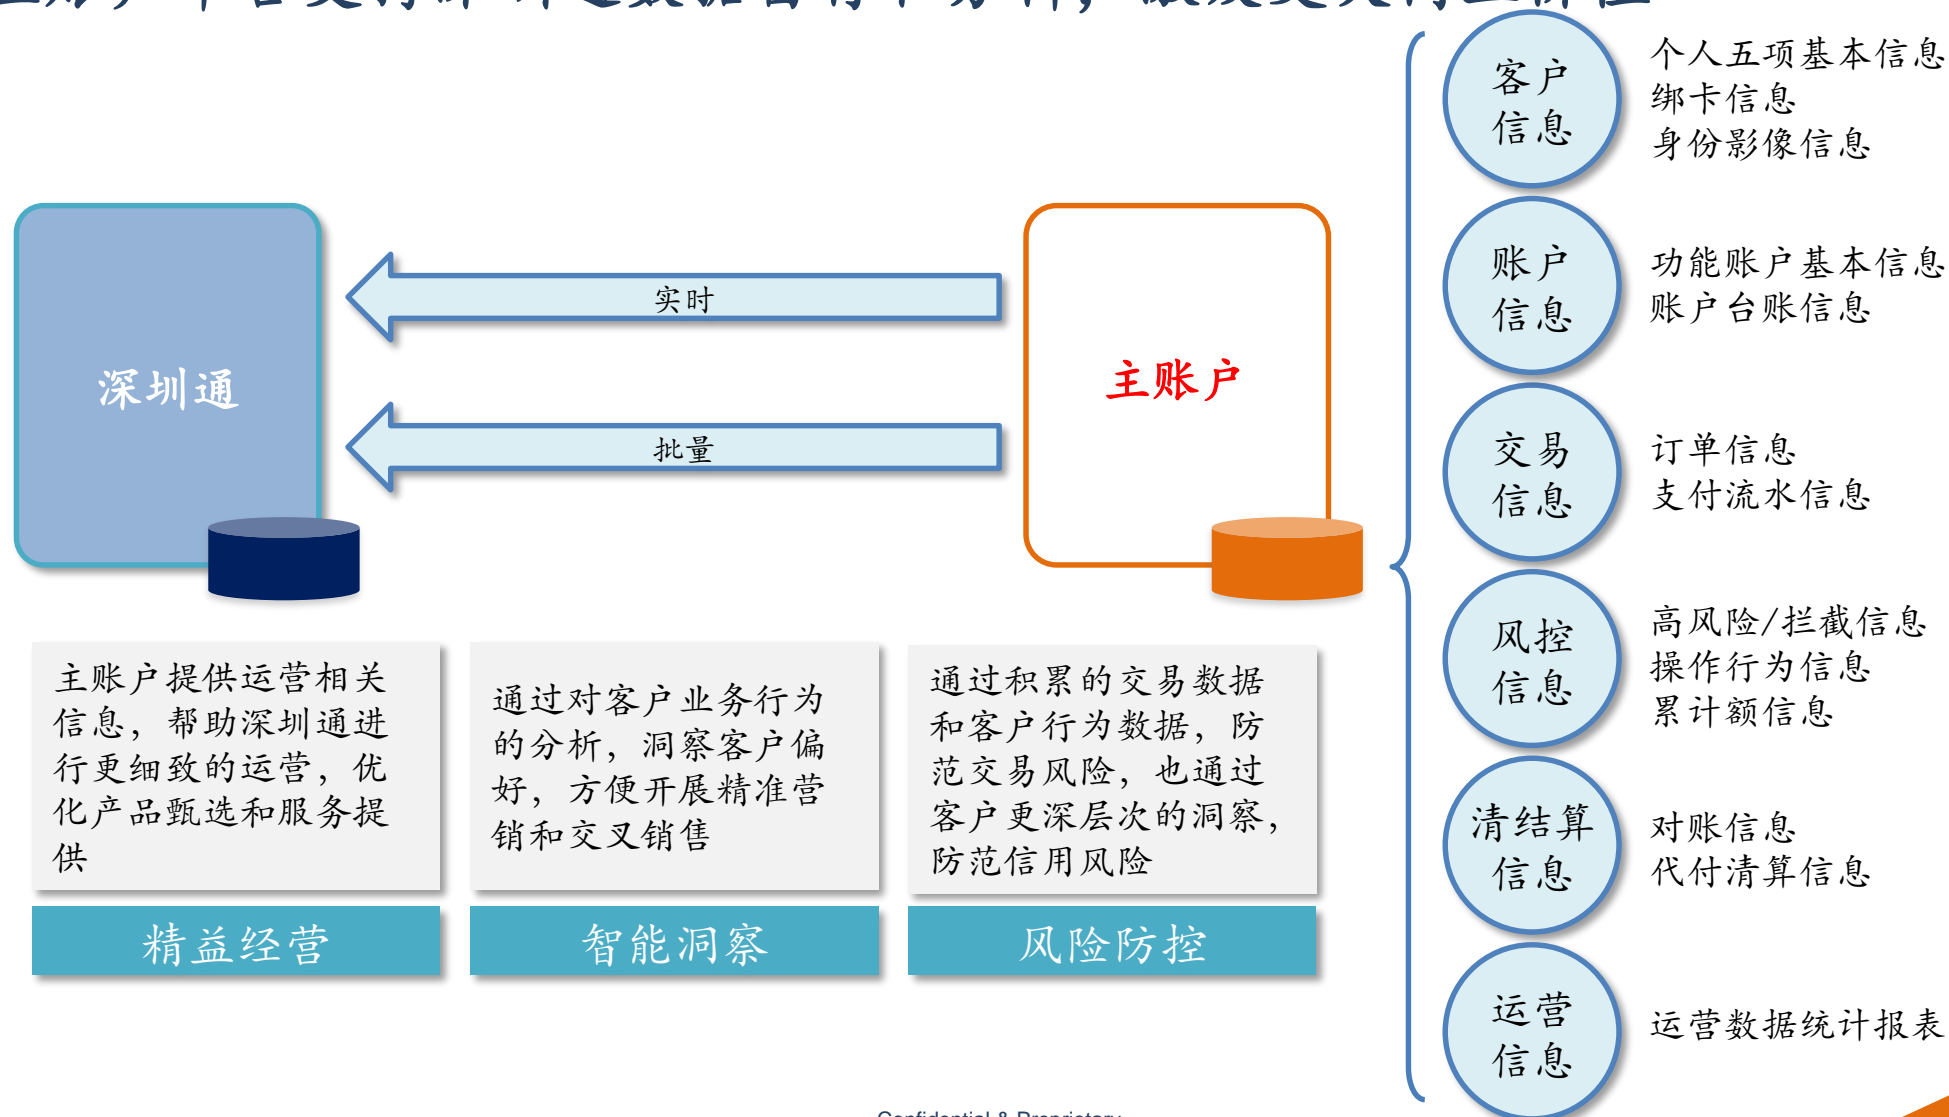 客户
信息
个人五项基本信息
绑卡信息
身份影像信息
账户
信息
功能账户基本信息
账户台账信息
交易
信息
订单信息
支付流水信息
风控
信息
高风险/拦截信息
操作行为信息
累计额信息
清结算
信息
对账信息
代付清算信息
运营
信息
运营数据统计报表
深圳通
实时
批量
主账户
主账户提供运营相关
信息，帮助深圳通进
行更细致的运营，优
化产品甄选和服务提
供
精益经营
通过对客户业务行为
的分析，洞察客户偏
好，方便开展精准营
销和交叉销售
智能洞察
通过积累的交易数据
和客户行为数据，防
范交易风险，也通过
客户更深层次的洞察，
防范信用风险
风险防控
Confidential & Proprietary